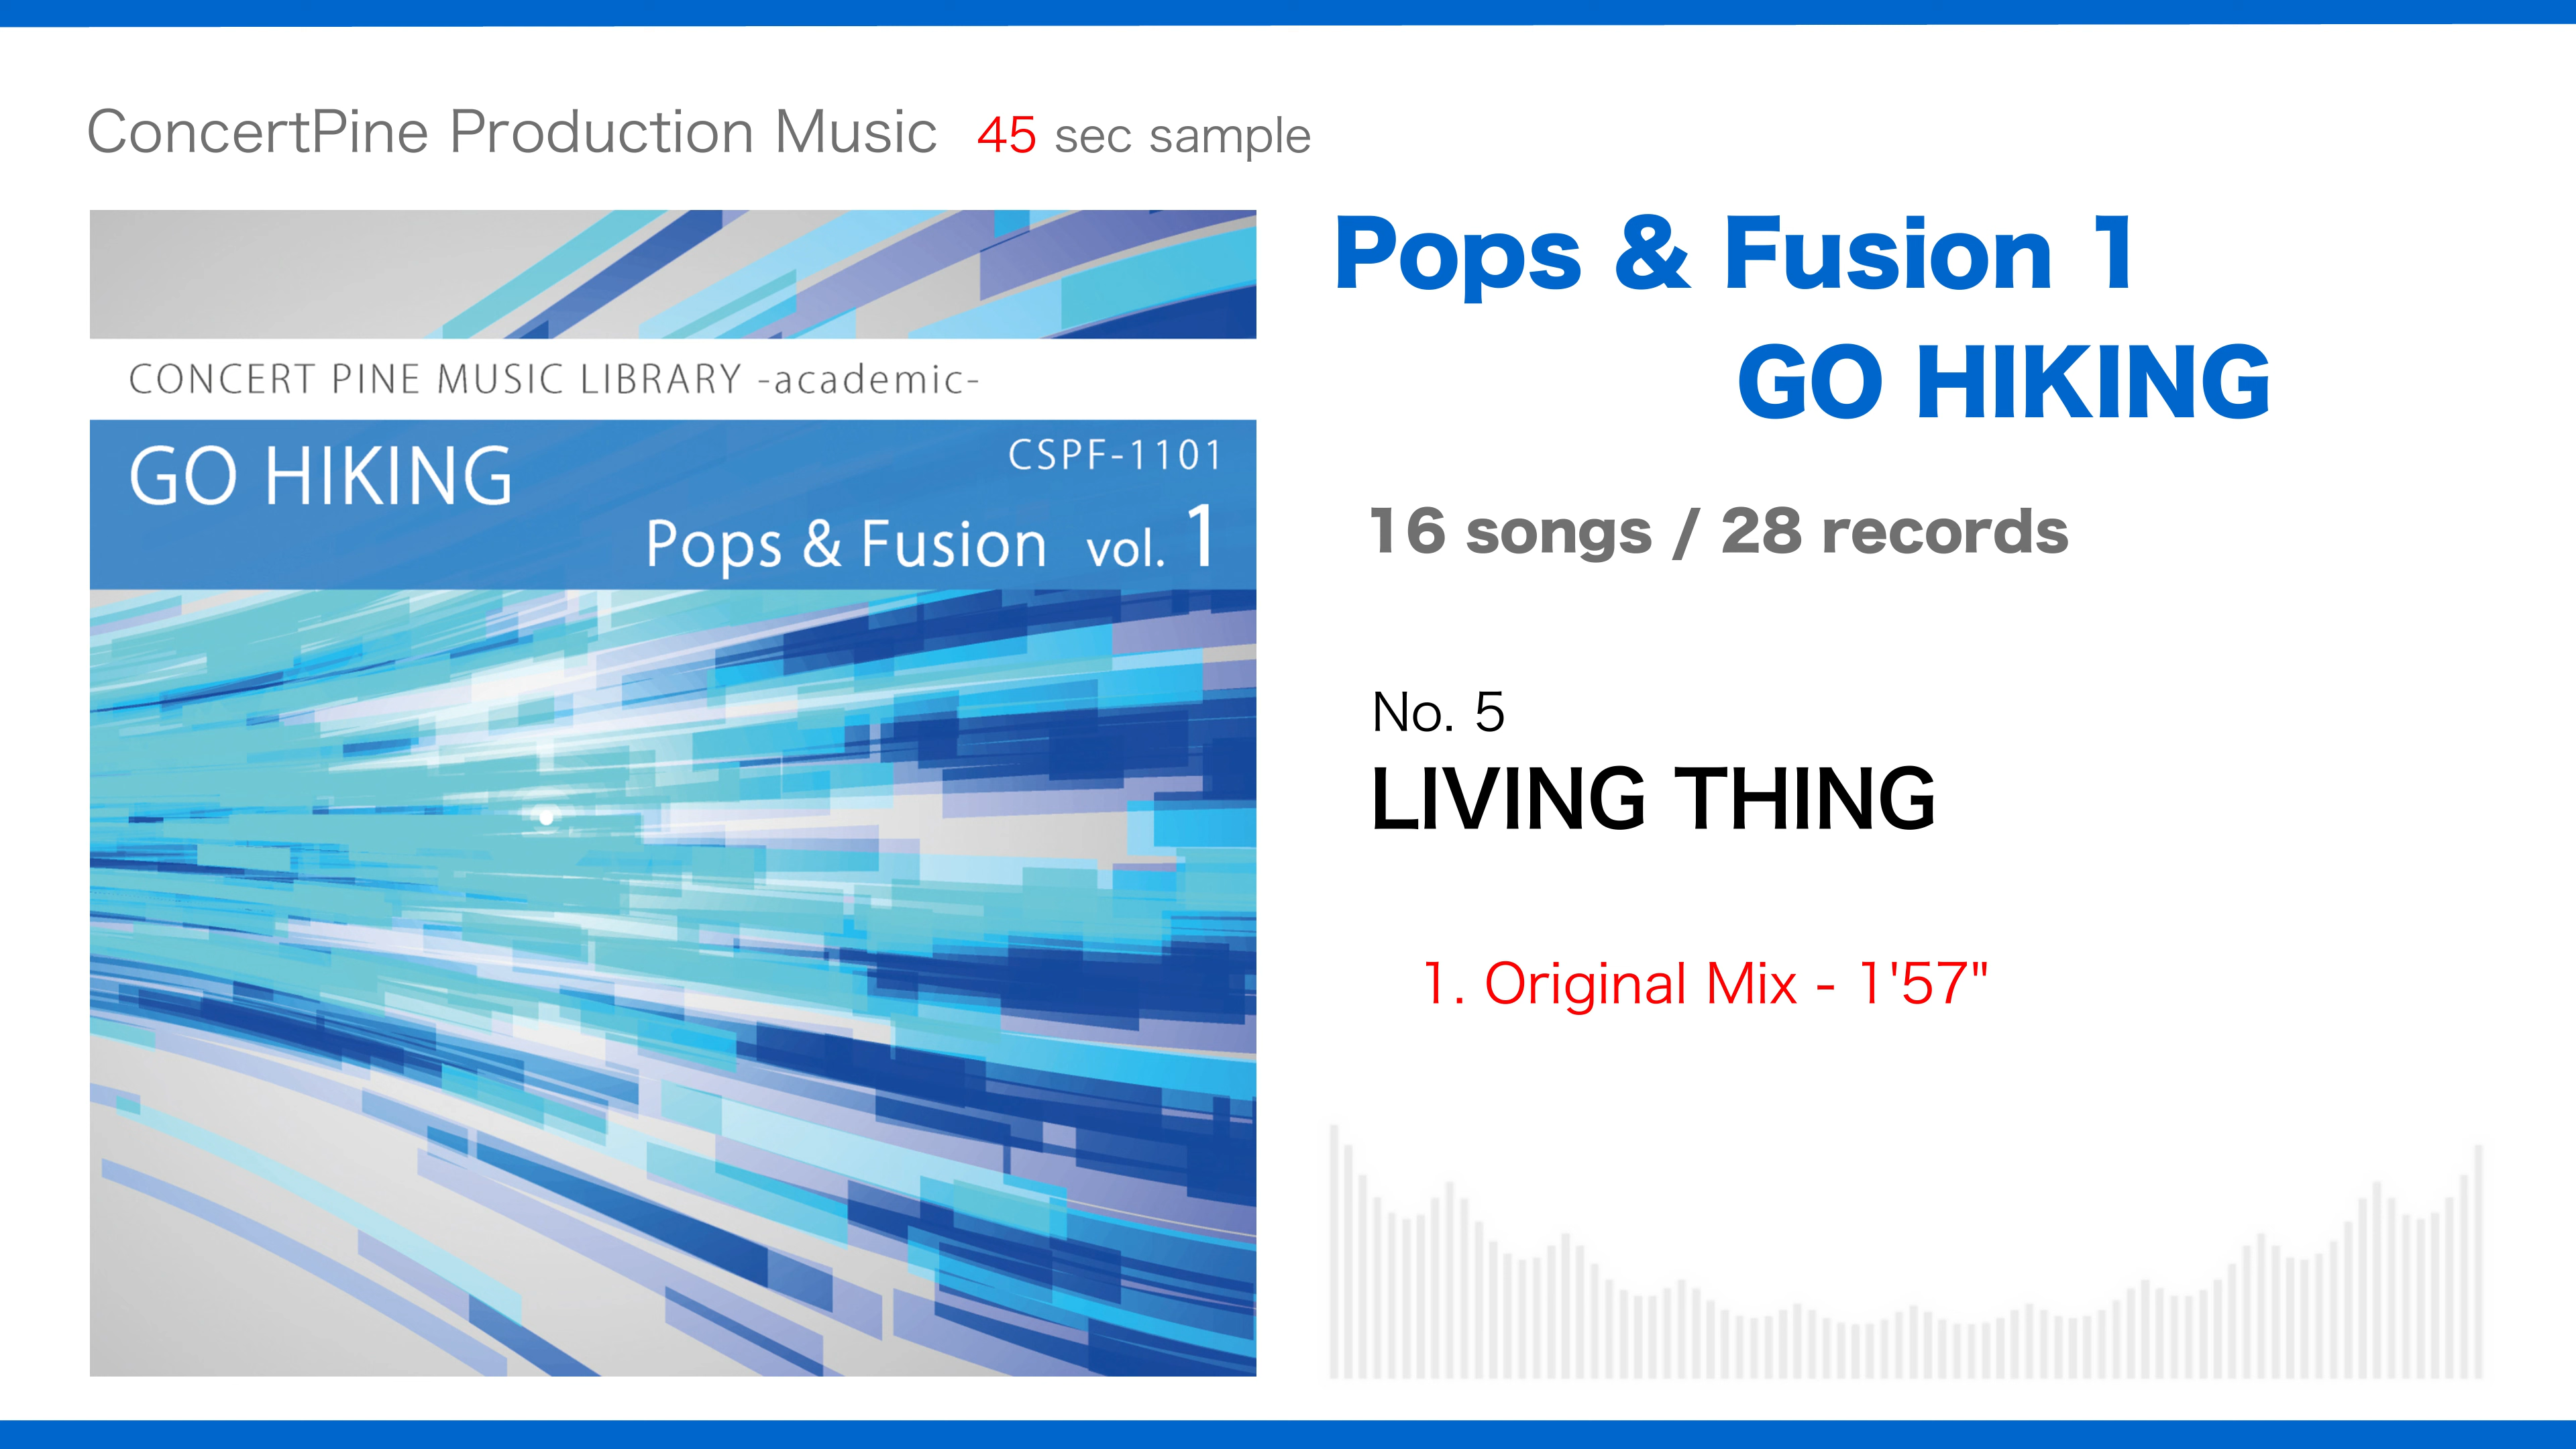 ConcertPine Production Music 45 sec sample
CONCERT PINE MUSIC LIBRARY -academic-
GO HIKING
CSPF-1101
Pops & Fusion vol. 1
Pops & Fusion 1
GO HIKING
16 songs / 28 records
No. 5
LIVING THING
1. Original Mix - 1'57"